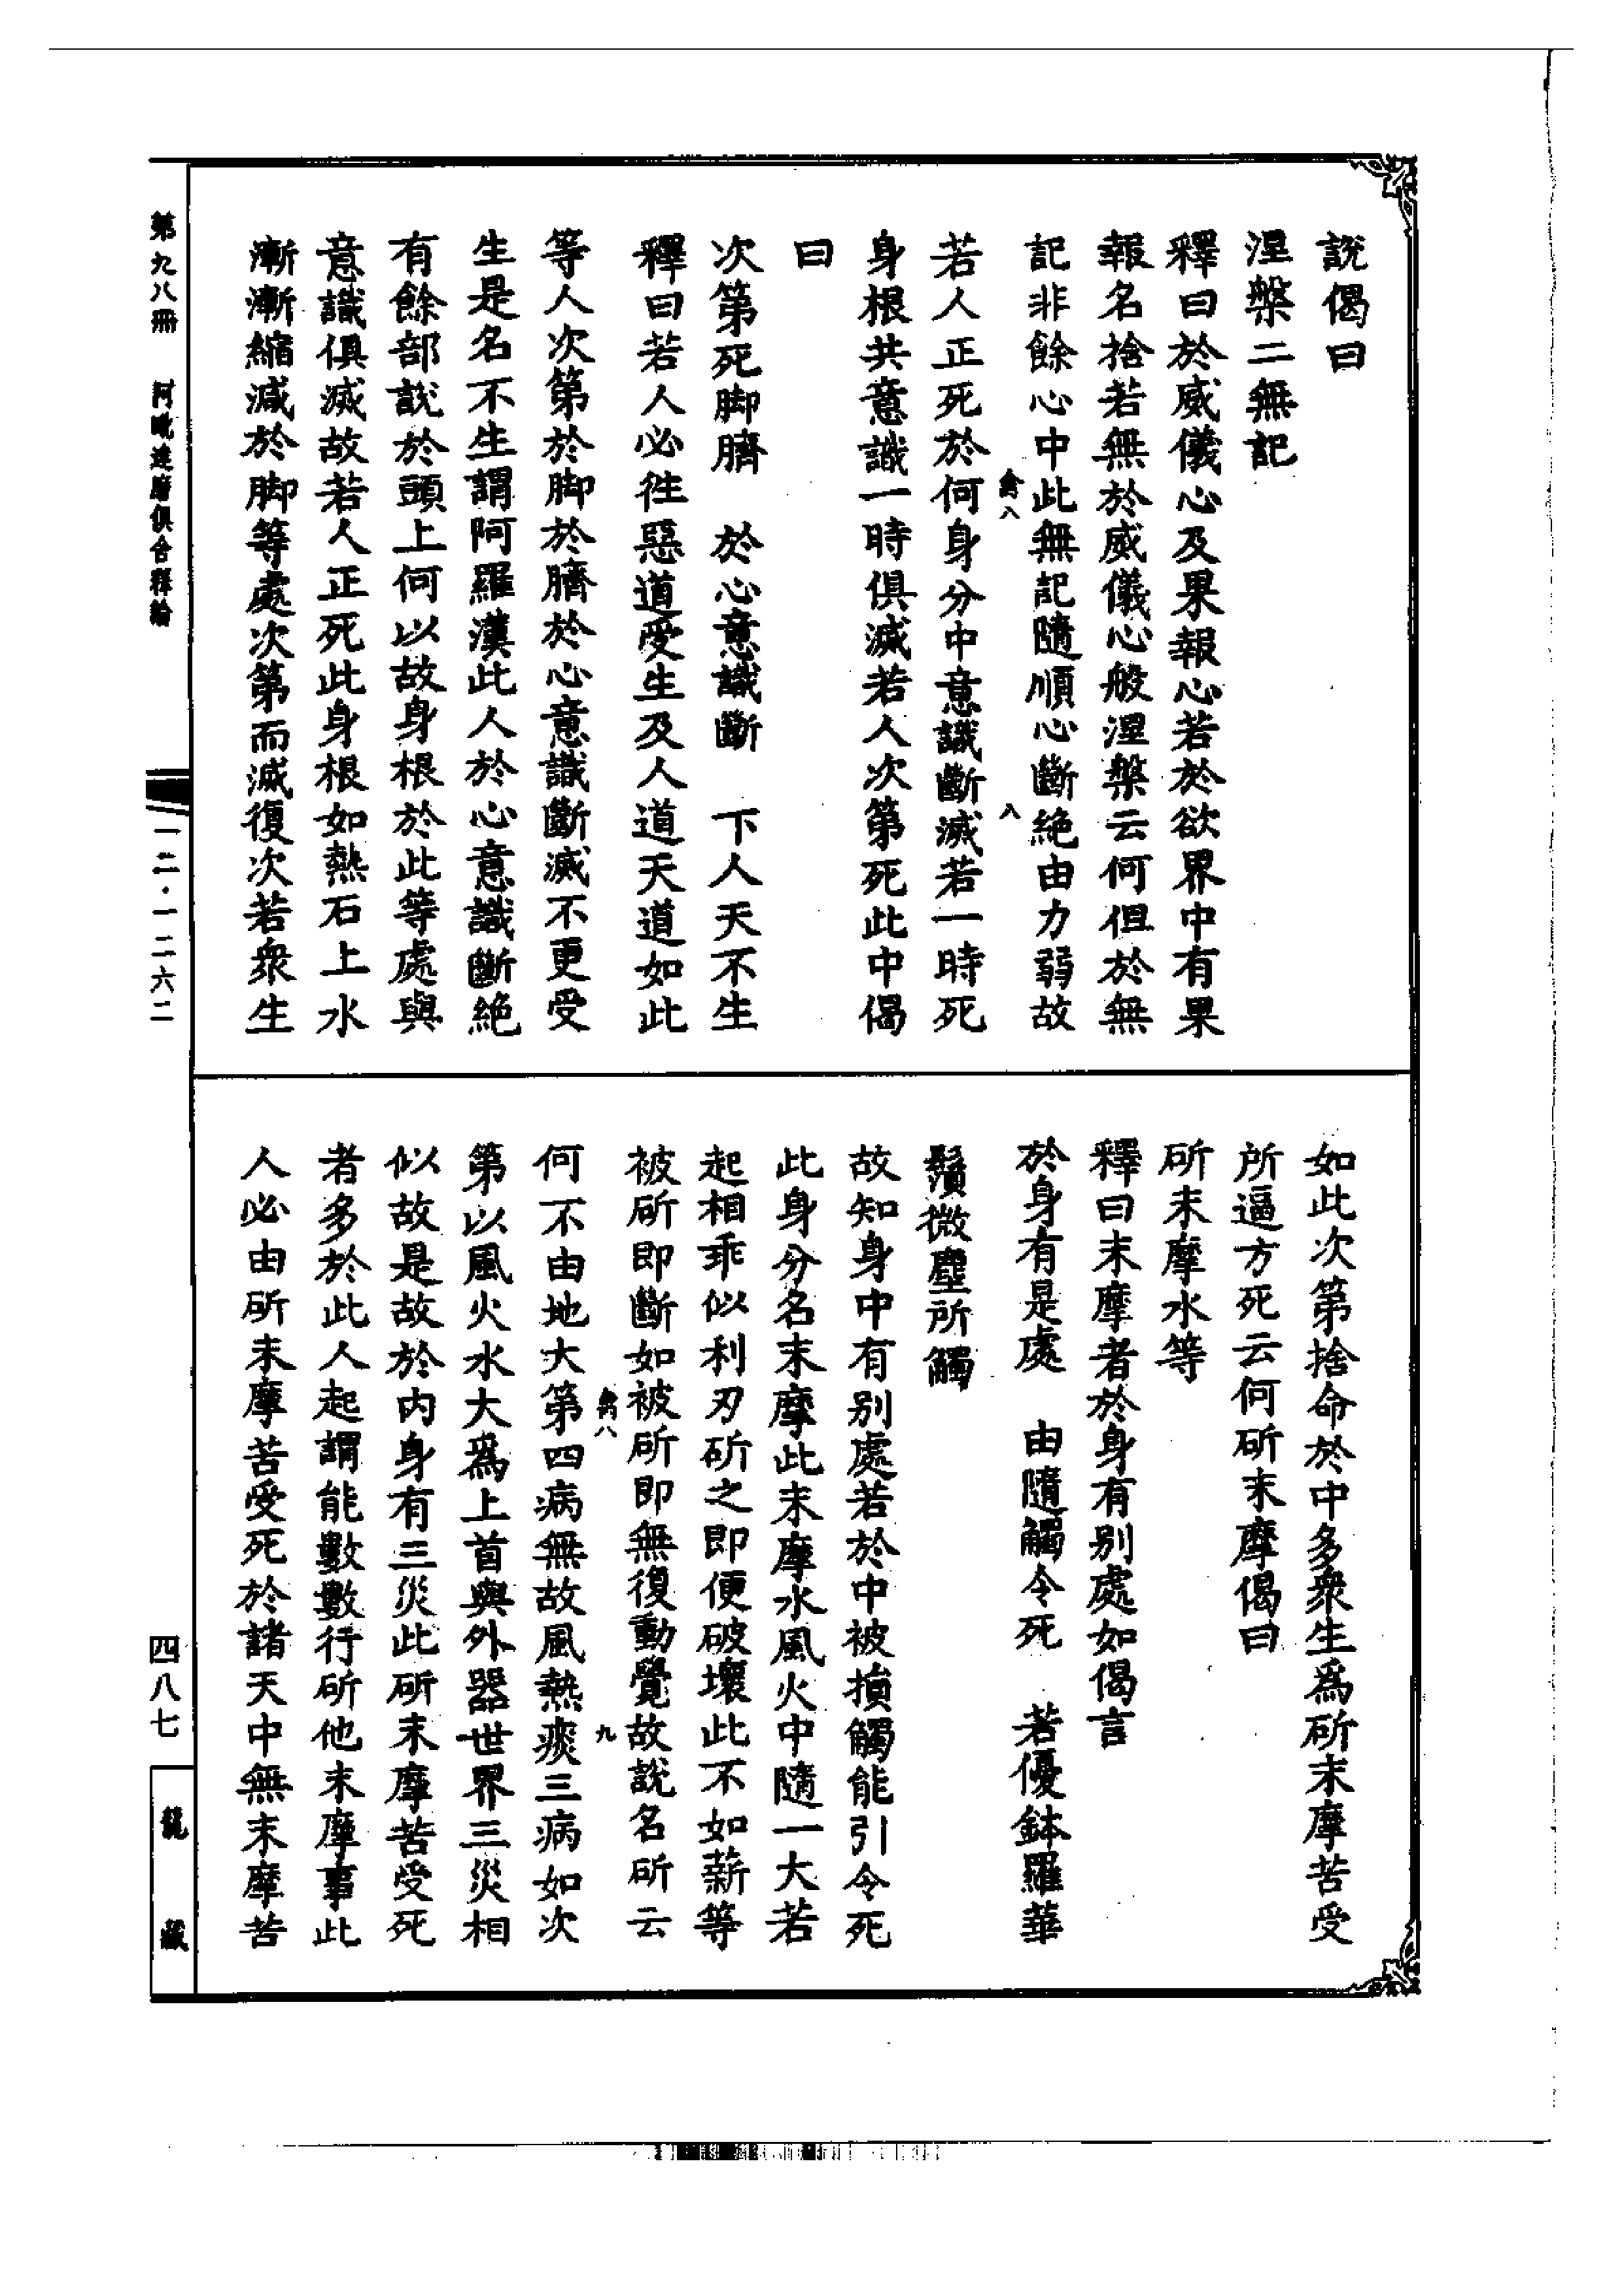 說偈曰
涅槃二無記
釋曰於威儀心及果報心若於欲界中有果
報名捨若無於威儀心般涅槃云何但於無
記非餘心中此無記隨順心斷絕由力弱故
禽八
八
若人正死於何身分中意識斷滅若一時死
身根共意識一時俱滅若人次第死此中偈
曰
次第死脚臍　於心意識斷　下人天不生
釋曰若人必往惡道受生及人道天道如此
等人次第於脚於臍於心意識斷滅不更受
生是名不生謂阿羅漢此人於心意識斷絕
有餘部說於頭上何以故身根於此等處與
意識俱滅故若人正死此身根如熱石上水
漸漸縮減於脚等處次第而滅復次若衆生
如此次第捨命於中多衆生爲斫末摩苦受
所逼方死云何斫末摩偈曰
斫末摩水等
釋曰末摩者於身有別處如偈言
於身有是處　由隨觸令死　若優鉢羅華
鬚微塵所觸
故知身中有別處若於中被損觸能引令死
此身分名末摩此末摩水風火中隨一大若
起相乖似利刃斫之即便破壞此不如薪等
被斫即斷如被斫即無復動覺故說名斫云
禽八
九
何不由地大第四病無故風熱痰三病如次
第以風火水大爲上首與外器世界三災相
似故是故於內身有三災此斫末摩苦受死
者多於此人起謂能數數行斫他末摩事此
人必由斫末摩苦受死於諸天中無末摩苦
第九八冊　阿毗達磨俱舍釋論
一二·一二六二
四八七
龍藏